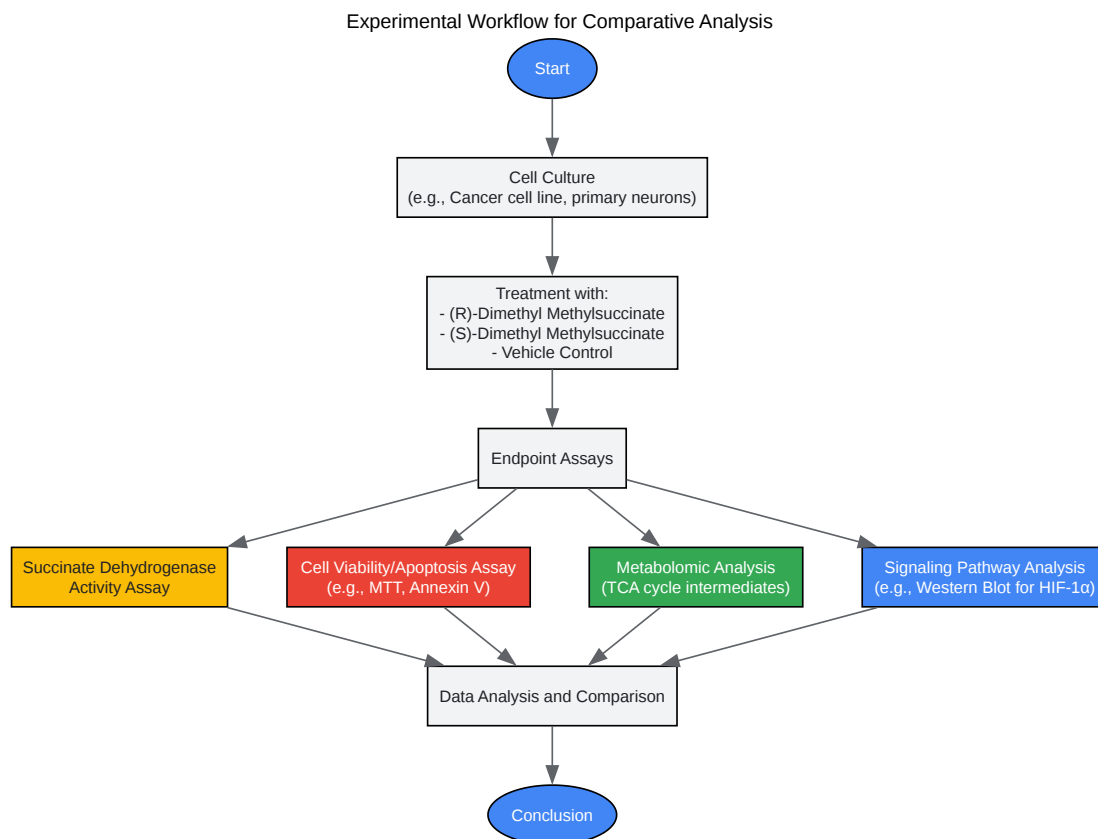 Experimental Workflow for Comparative Analysis
Start
Cell Culture
(e.g., Cancer cell line, primary neurons)
Treatment with:
- (R)-Dimethyl Methylsuccinate
- (S)-Dimethyl Methylsuccinate
- Vehicle Control
Endpoint Assays
Succinate Dehydrogenase
Activity Assay
Cell Viability/Apoptosis Assay
(e.g., MTT, Annexin V)
Metabolomic Analysis
(TCA cycle intermediates)
Signaling Pathway Analysis
(e.g., Western Blot for HIF-1α)
Data Analysis and Comparison
Conclusion